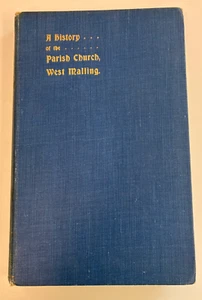 A History . . .
of the . . . . . .
Parish Church,
West Malling.